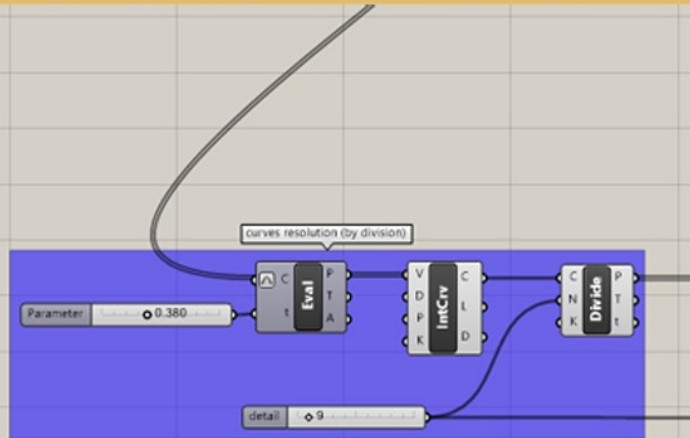 curves resolution (by division)
C
t
Eval
P
T
A
V
D
P
K
IntCrv
C
L
D
C
N
K
Divide
P
T
t
Parameter
0.380
detail
9